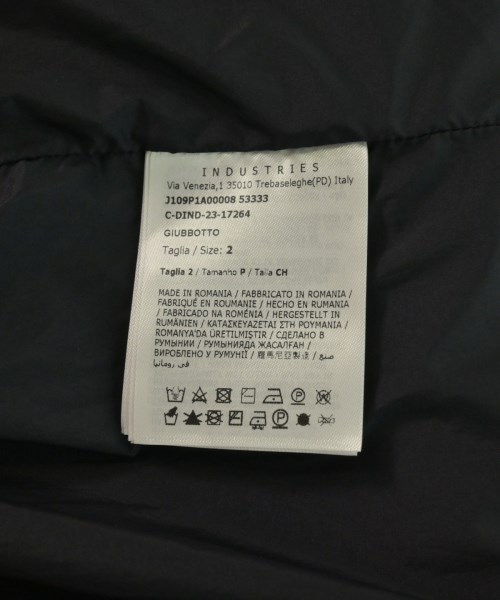 INDUSTRIES
Via Venezia,1 35010 Trebaseleghe(PD) Italy
J109P1A00008 53333
C-DIND-23-17264
GIUBBOTTO
Taglia / Size: 2
Taglia 2 / Tamanho P / Talla CH
MADE IN ROMANIA / FABBRICATO IN ROMANIA /
FABRIQUÉ EN ROUMANIE / HECHO EN RUMANIA
/ FABRICADO NA ROMÉNIA / HERGESTELLT IN
RUMÄNIEN / ΚΑΤΑΣΚΕΥΑΖΕΤΑΙ ΣΤΗ ΡΟΥΜΑΝΙΑ /
ROMANYA'DA ÜRETİLMİŞTİR / СДЕЛАНО В
РУМЫНИИ / РУМЫНИЯДА ЖАСАЛҒАН /
ВИРОБЛЕНО У РУМУНІЇ / 羅馬尼亞製造 / صنع
في رومانيا